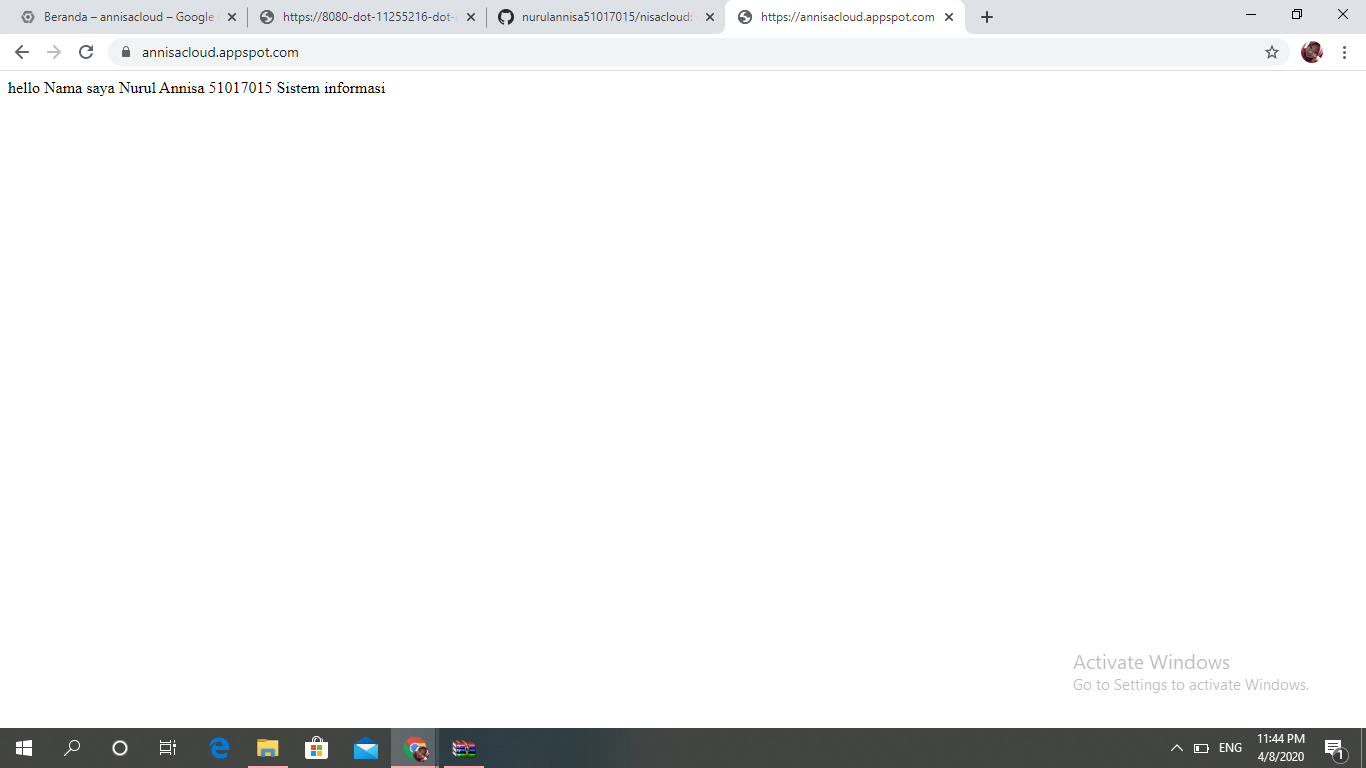 Beranda – annisacloud – Google
https://8080-dot-11255216-dot-
nurulannisa51017015/nisacloud:
https://annisacloud.appspot.com
annisacloud.appspot.com
hello Nama saya Nurul Annisa 51017015 Sistem informasi
Activate Windows
Go to Settings to activate Windows.
ENG
11:44 PM
4/8/2020
1